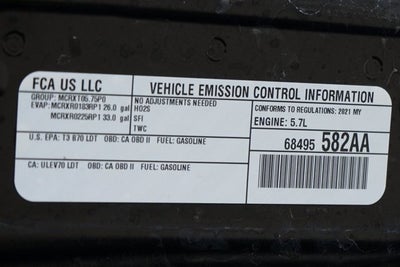 FCA US LLC
VEHICLE EMISSION CONTROL INFORMATION
GROUP: MCRXT05.75P0
EVAP: MCRXR0183RP1 26.0 gal
MCRXR0225RP1 33.0 gal
NO ADJUSTMENTS NEEDED
HO2S
SFI
TWC
CONFORMS TO REGULATIONS: 2021 MY
ENGINE: 5.7L
U.S. EPA: T3 B70 LDT OBD: CA OBD II FUEL: GASOLINE
68495 582AA
CA: ULEV70 LDT OBD: CA OBD II FUEL: GASOLINE